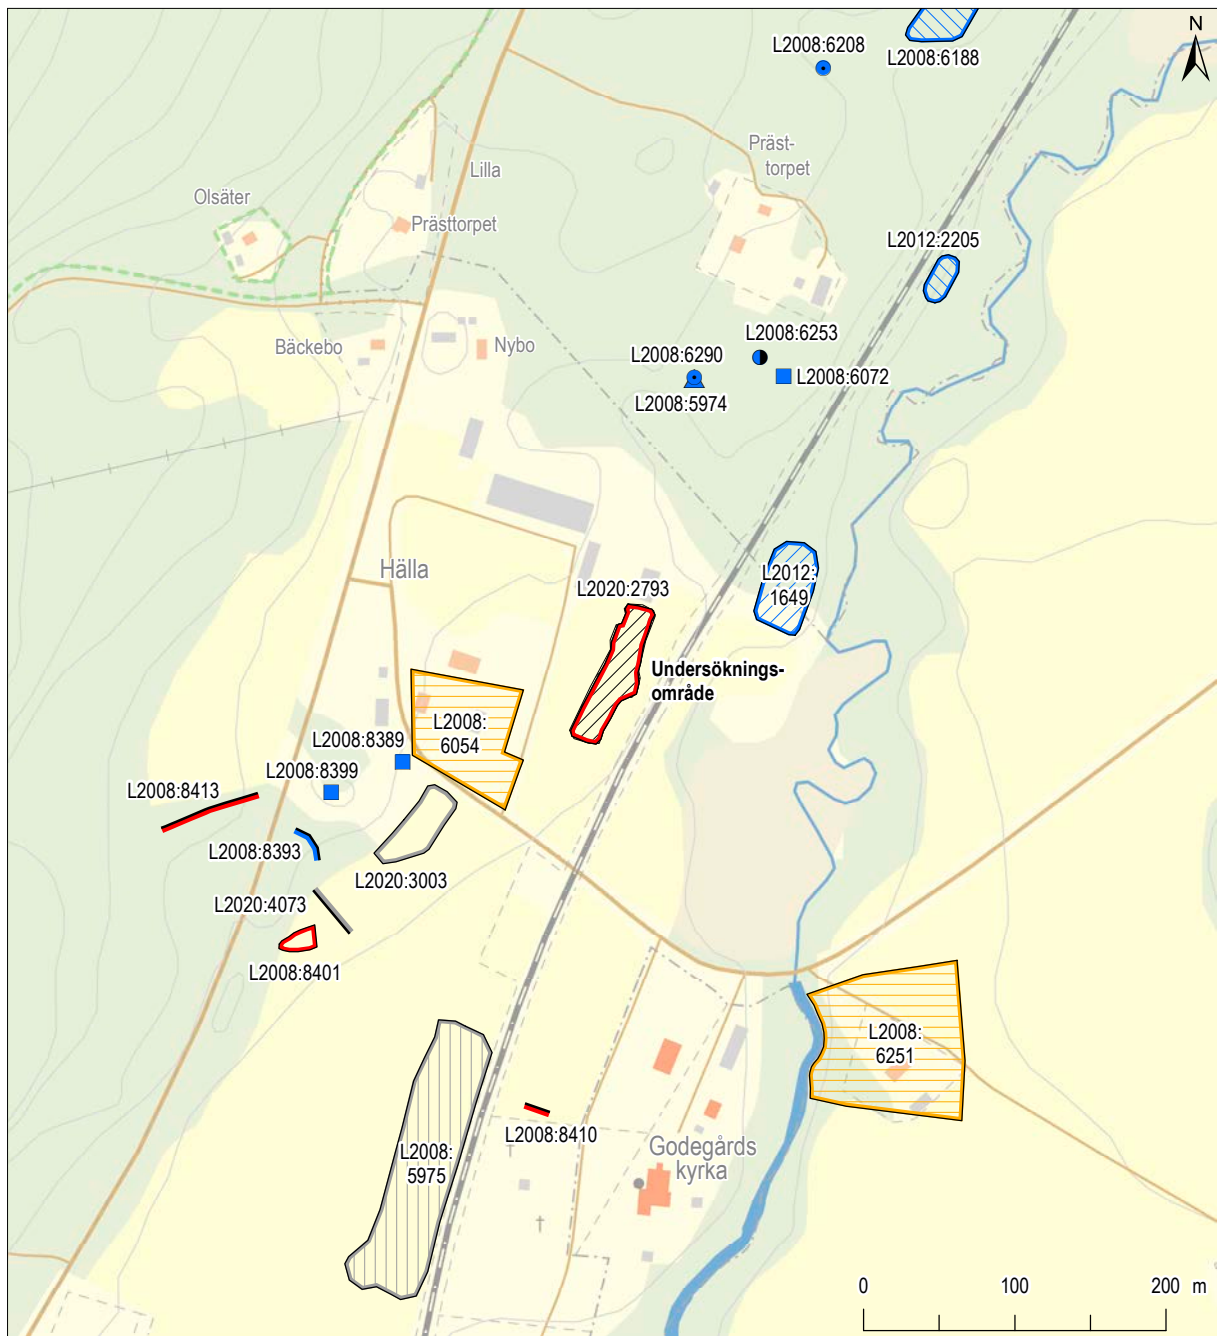 N
L2008:6208
L2008:6188
Präst-
torpet
Lilla
Prästtorpet
Olsäter
L2012:2205
Bäckebo
Nybo
L2008:6253
L2008:6290
L2008:6072
L2008:5974
Hälla
L2020:2793
L2012:
1649
Undersöknings-
område
L2008:
6054
L2008:8389
L2008:8399
L2008:8413
L2008:8393
L2020:3003
L2020:4073
L2008:8401
L2008:
6251
L2008:
5975
L2008:8410
Godegårds
kyrka
0 100 200 m